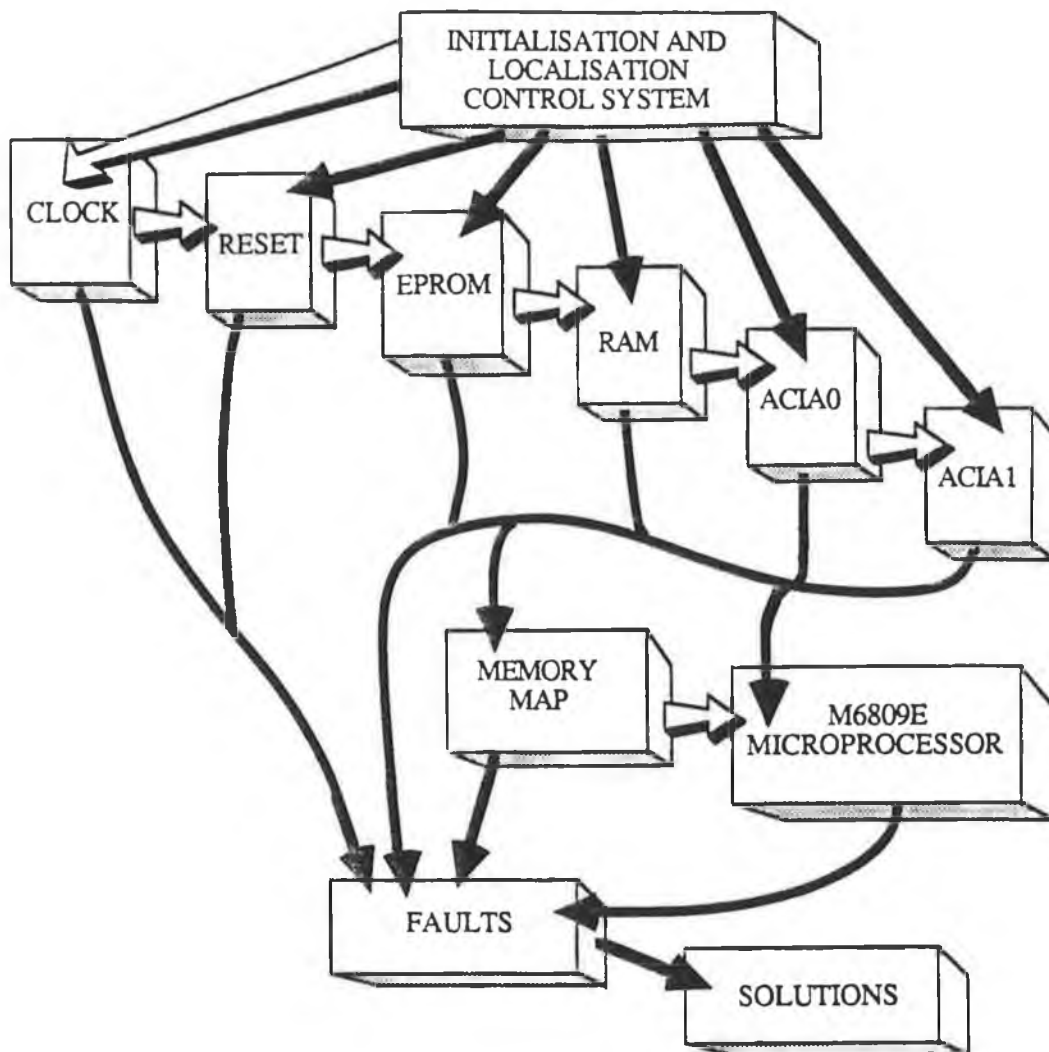 INITIALISATION AND
LOCALISATION
CONTROL SYSTEM
CLOCK
RESET
EPROM
RAM
ACIA0
ACIA1
MEMORY
MAP
M6809E
MICROPROCESSOR
FAULTS
SOLUTIONS